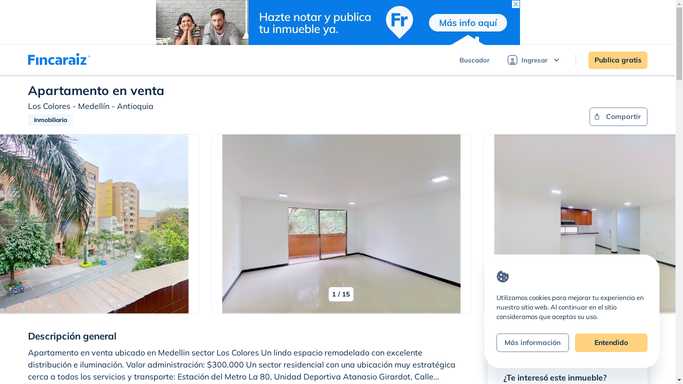 Hazte notar y publica
tu inmueble ya.
Fr
Más info aquí
Fincaraiz
Buscador
Ingresar
Publica gratis
Apartamento en venta
Los Colores - Medellín - Antioquia
Inmobiliaria
Compartir
1 / 15
Utilizamos cookies para mejorar tu experiencia en
nuestro sitio web. Al continuar en el sitio
consideramos que aceptas su uso.
Más información
Entendido
Descripción general
Apartamento en venta ubicado en Medellin sector Los Colores Un lindo espacio remodelado con excelente
distribución e iluminación. Valor administración: $300.000 Un sector residencial con una ubicación muy estratégica
cerca a todos los servicios y transporte: Estación del Metro La 80, Unidad Deportiva Atanasio Girardot, Calle...
¿Te interesó este inmueble?